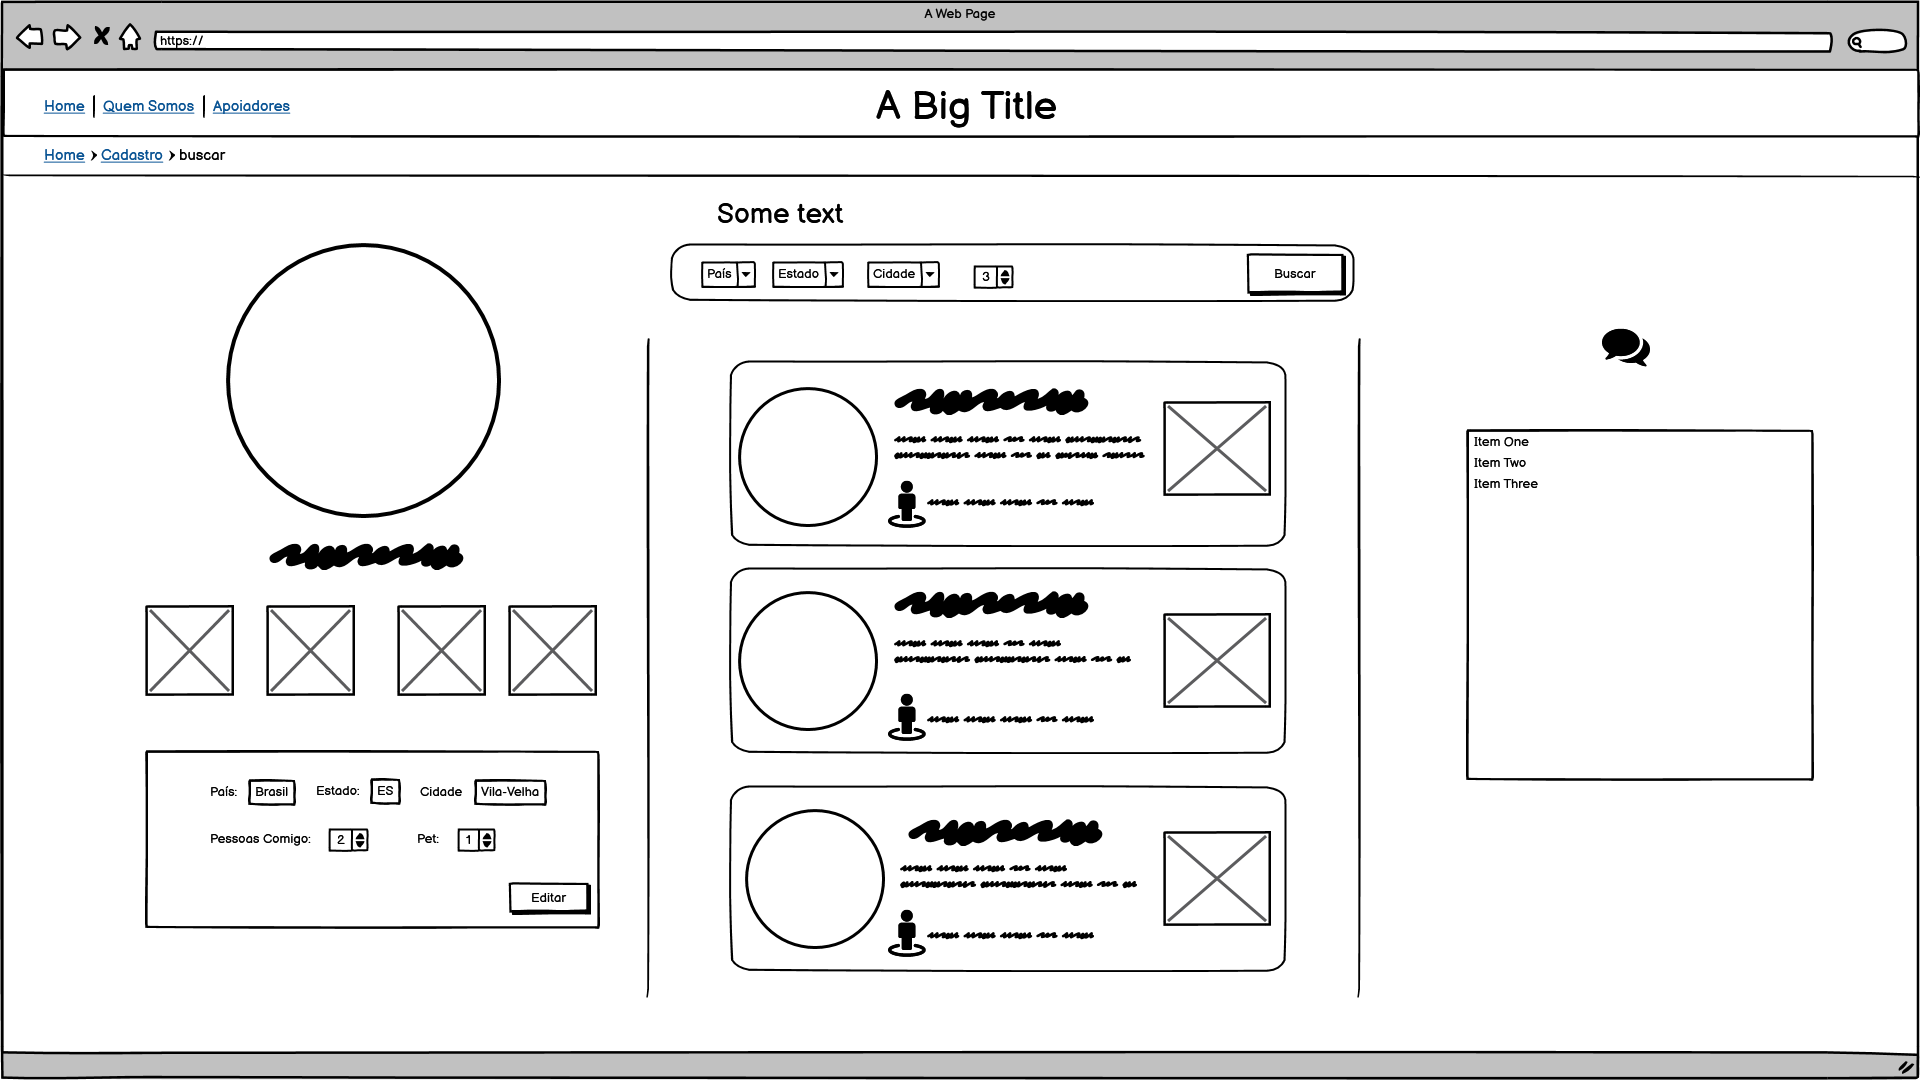 A Web Page
https://
Home Quem Somos Apoiadores
A Big Title
Home Cadastro buscar
Some text
País Estado Cidade 3 Buscar
Item One
Item Two
Item Three
País: Brasil Estado: ES Cidade Vila-Velha
Pessoas Comigo: 2 Pet: 1
Editar